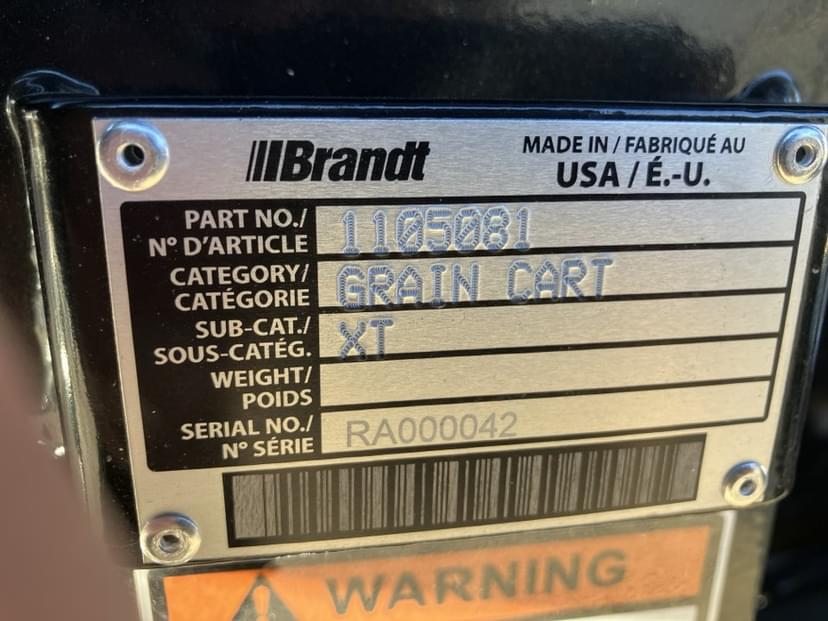 Brandt
MADE IN / FABRIQUÉ AU
USA / É.-U.
PART NO./
N° D'ARTICLE
1105081
CATEGORY/
CATÉGORIE
GRAIN CART
SUB-CAT./
SOUS-CATÉG.
XT
WEIGHT/
POIDS
SERIAL NO./
N° SÉRIE
RA000042
WARNING